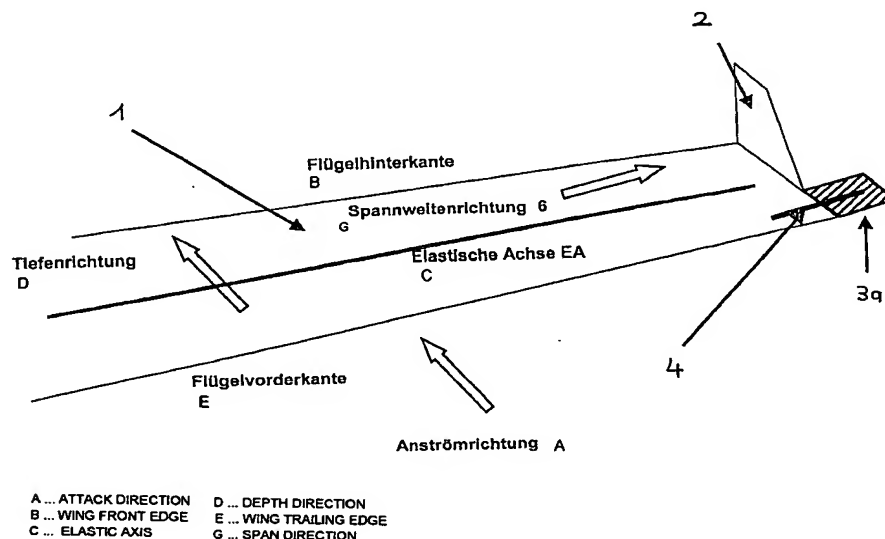 2
1
Flügelhinterkante
B
Spannweitenrichtung 6
G
Tiefenrichtung
D
Elastische Achse EA
C
3a
4
Flügelvorderkante
E
Anströmrichtung A
A ... ATTACK DIRECTION
B ... WING FRONT EDGE
C ... ELASTIC AXIS
D ... DEPTH DIRECTION
E ... WING TRAILING EDGE
G ... SPAN DIRECTION